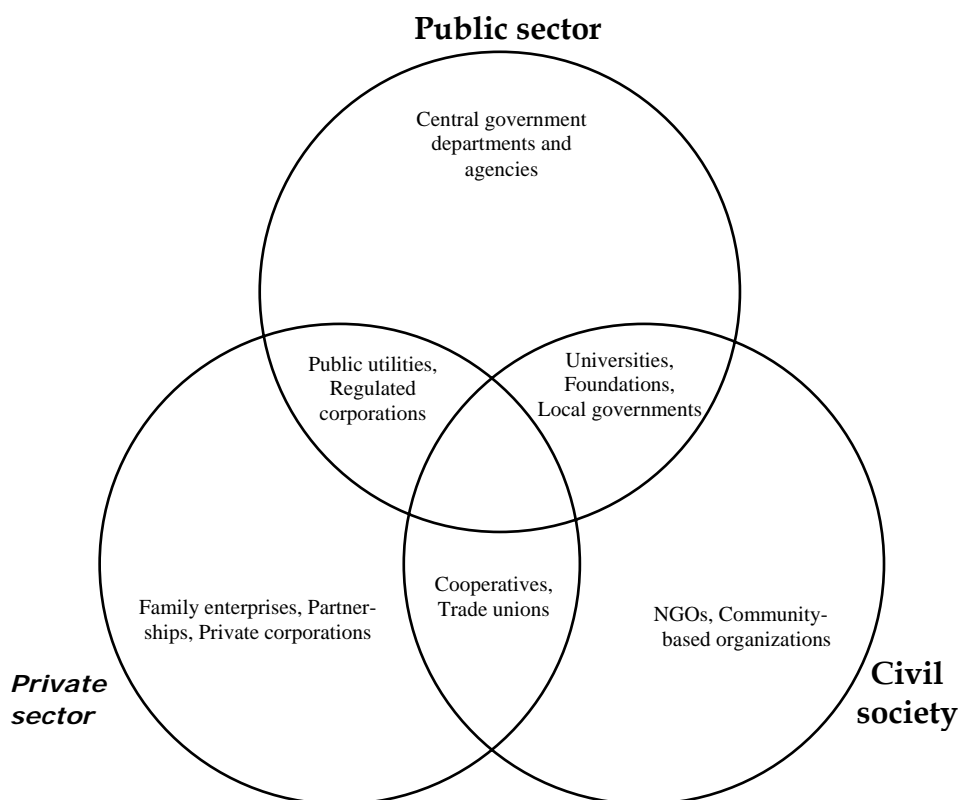 Public sector
Central government
departments and
agencies
Public utilities,
Regulated
corporations
Universities,
Foundations,
Local governments
Cooperatives,
Trade unions
Family enterprises, Partner-
ships, Private corporations
NGOs, Community-
based organizations
Private
sector
Civil
society